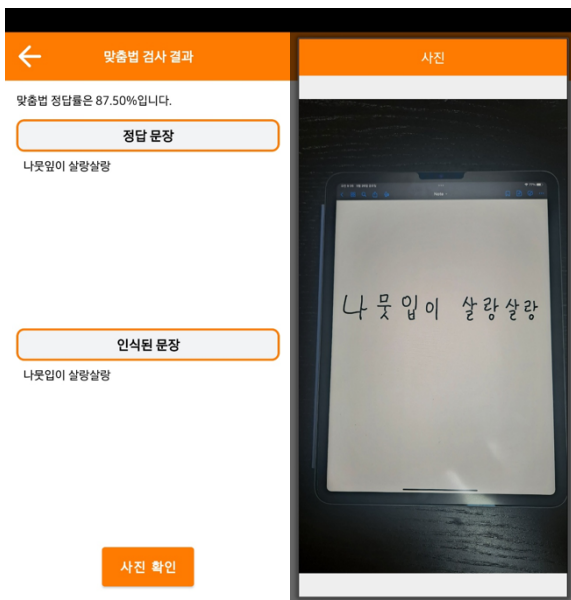 맞춤법 검사 결과
맞춤법 정답률은 87.50%입니다.
정답 문장
나뭇잎이 살랑살랑
인식된 문장
나뭇입이 살랑살랑
사진 확인
사진
나뭇입이 살랑살랑